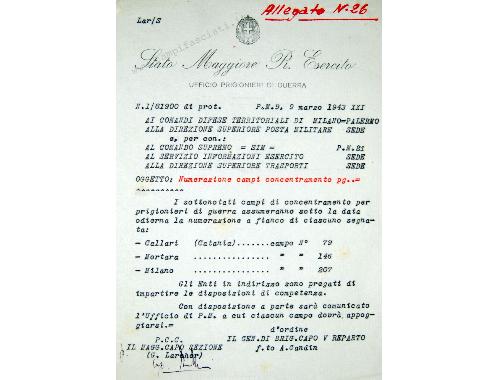 Lar/S
Allegato N.26
Stato Maggiore R. Esercito
UFFICIO PRIGIONIERI DI GUERRA
N.1/61900 di prot. P.M.9, 9 marzo 1943 XXI
AI COMANDI DIFESE TERRITORIALI DI MILANO-PALERMO
ALLA DIREZIONE SUPERIORE POSTA MILITARE SEDE
e, per con.:
AL COMANDO SUPREMO = SIM = P.M.21
AL SERVIZIO INFORMAZIONI ESERCITO SEDE
ALLA DIREZIONE SUPERIORE TRASPORTI SEDE
OGGETTO: Numerazione campi concentramento pg..=
^^^^^^^^^^
I sottonotati campi di concentramento per
prigionieri di guerra assumeranno sotto la data
odierna la numerazione a fianco di ciascuno segna-
ta:
- Callari (Catania).......campo N° 79
- Mortara ................ " " 146
- Milano ................. " " 207
Gli Enti in indirizzo sono pregati di
impartire le disposizioni di competenza.
Con disposizione a parte sarà comunicato
l'Ufficio di P.M. a cui ciascun campo dovrà appog-
giarsi.=
d'ordine
P.C.C. IL GEN.DI BRIG.CAPO V REPARTO
IL MAGG.CAPO SEZIONE f.to A.Gandin
(G. Larcher)